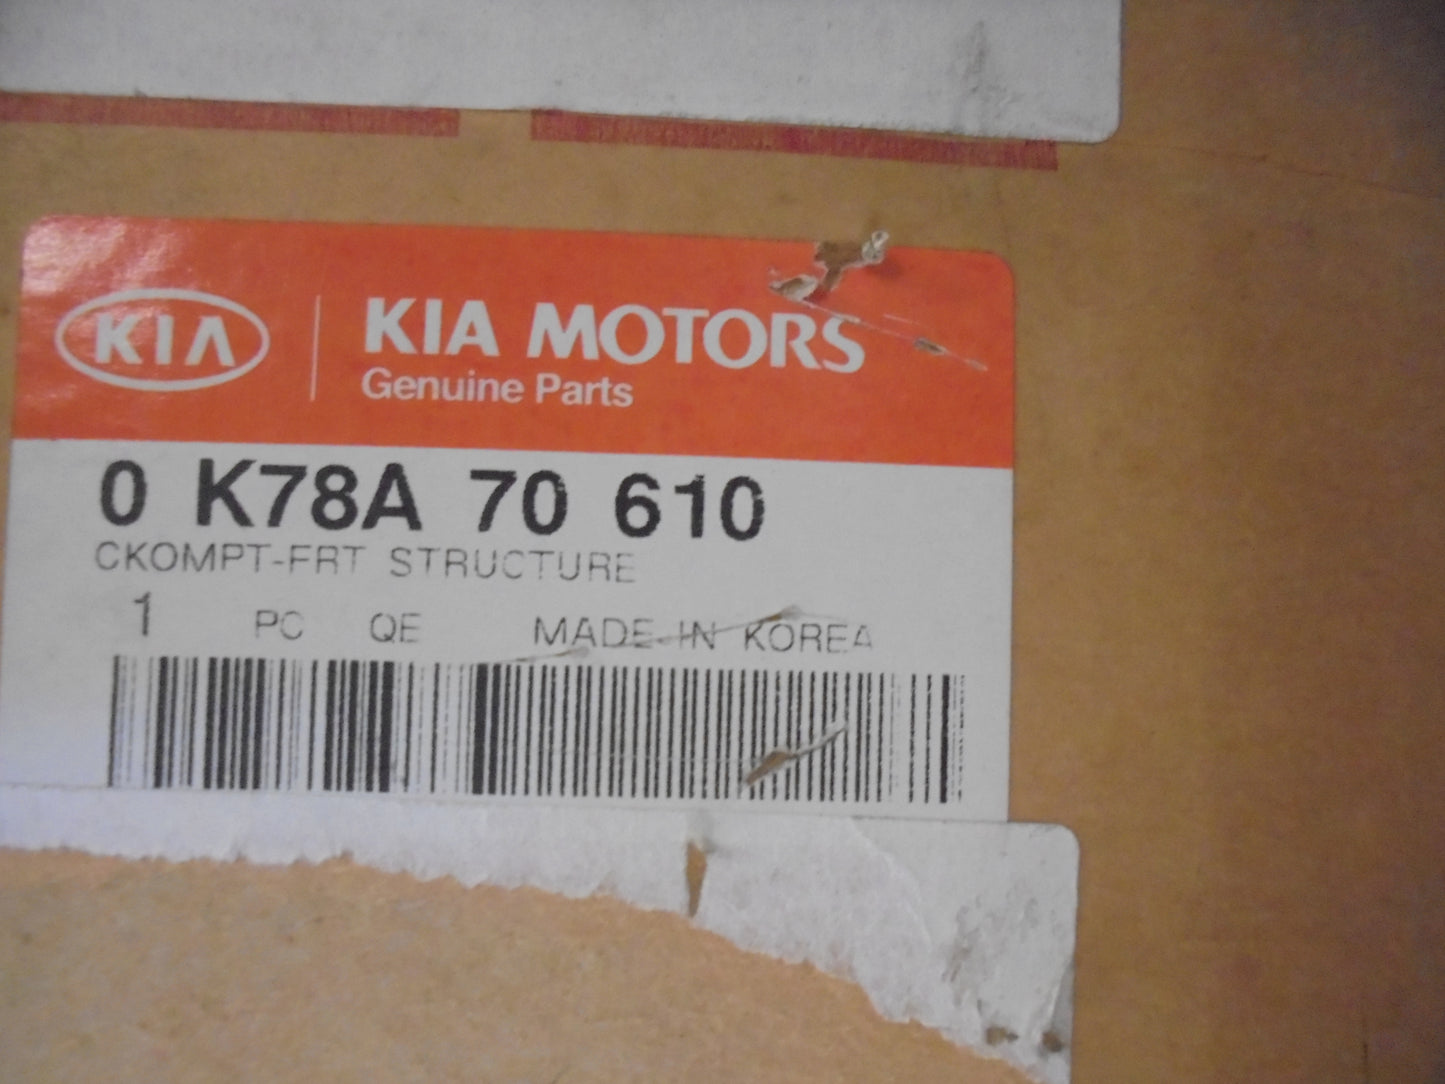 KIA
KIA MOTORS
Genuine Parts
0 K78A 70 610
CKOMPT-FRT STRUCTURE
1 PC QE MADE IN KOREA